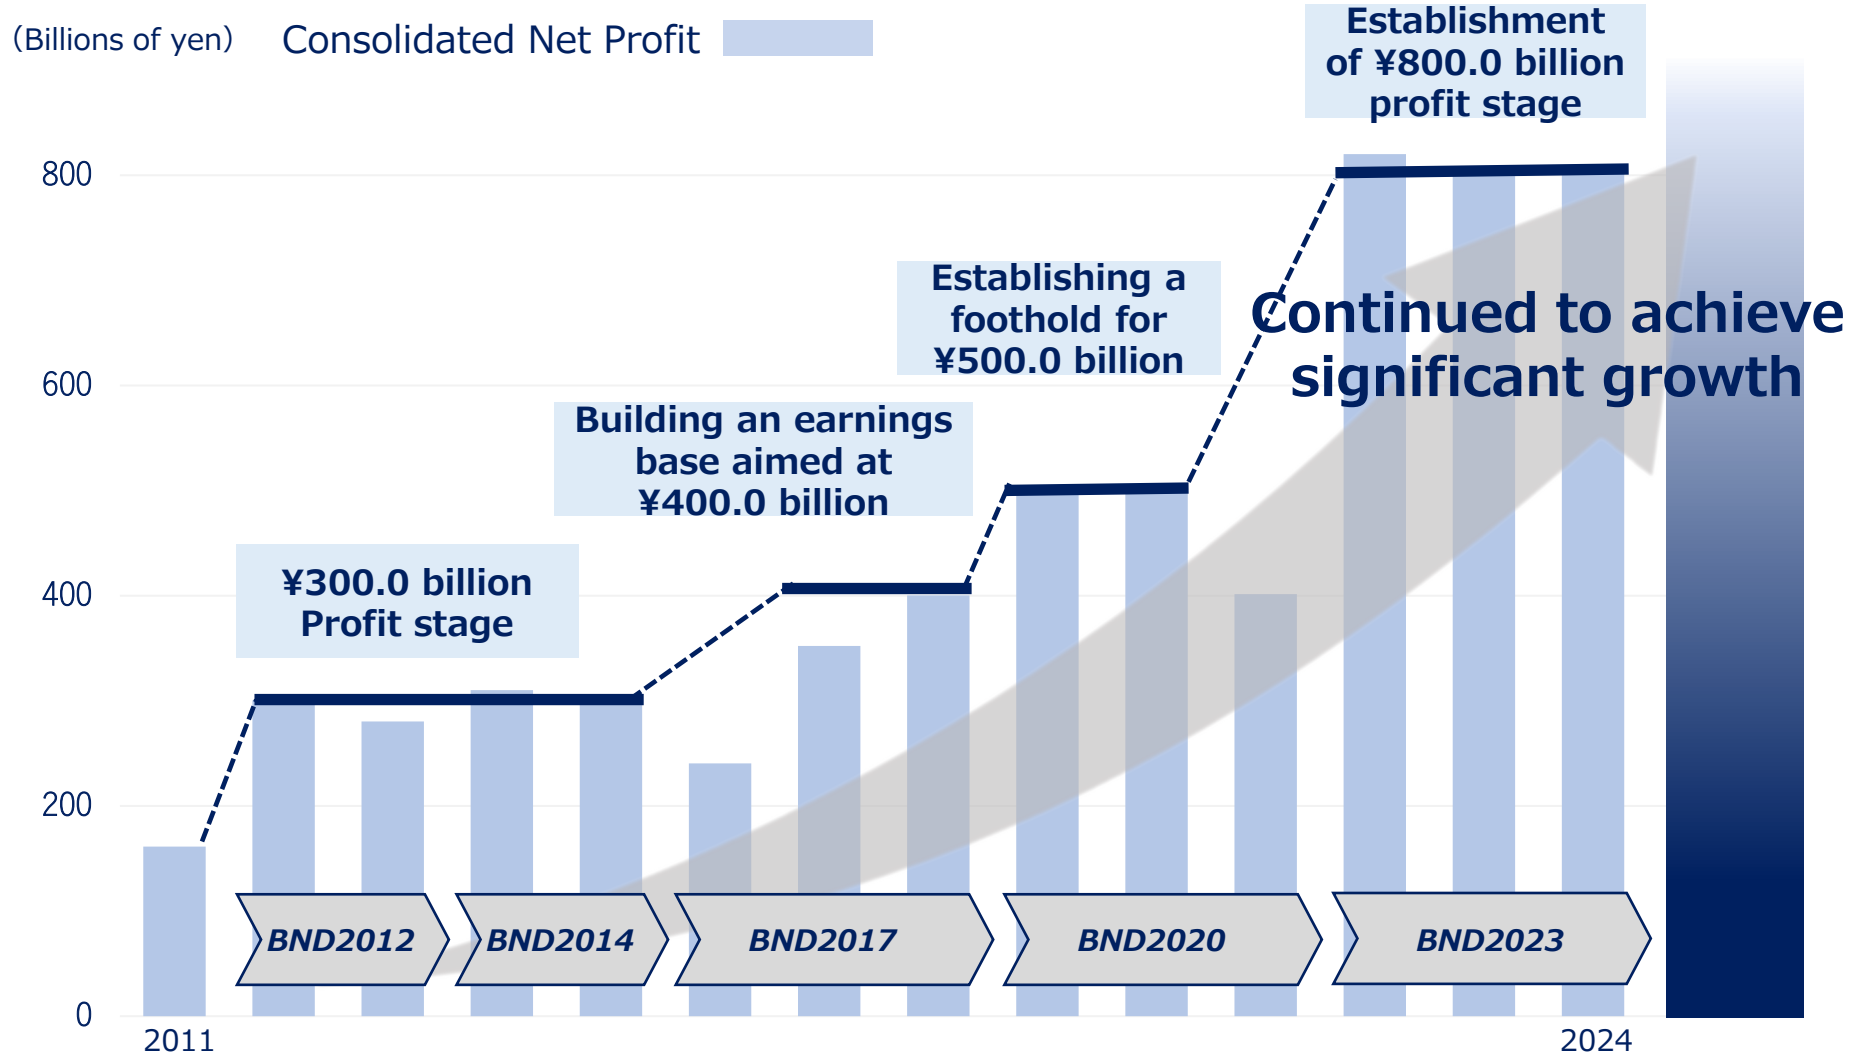 （Billions of yen） Consolidated Net Profit
Establishment
of ¥800.0 billion
profit stage
800
Establishing a
foothold for
¥500.0 billion
Continued to achieve
significant growth
600
Building an earnings
base aimed at
¥400.0 billion
¥300.0 billion
Profit stage
400
200
BND2012
BND2014
BND2017
BND2020
BND2023
0
2011
2024